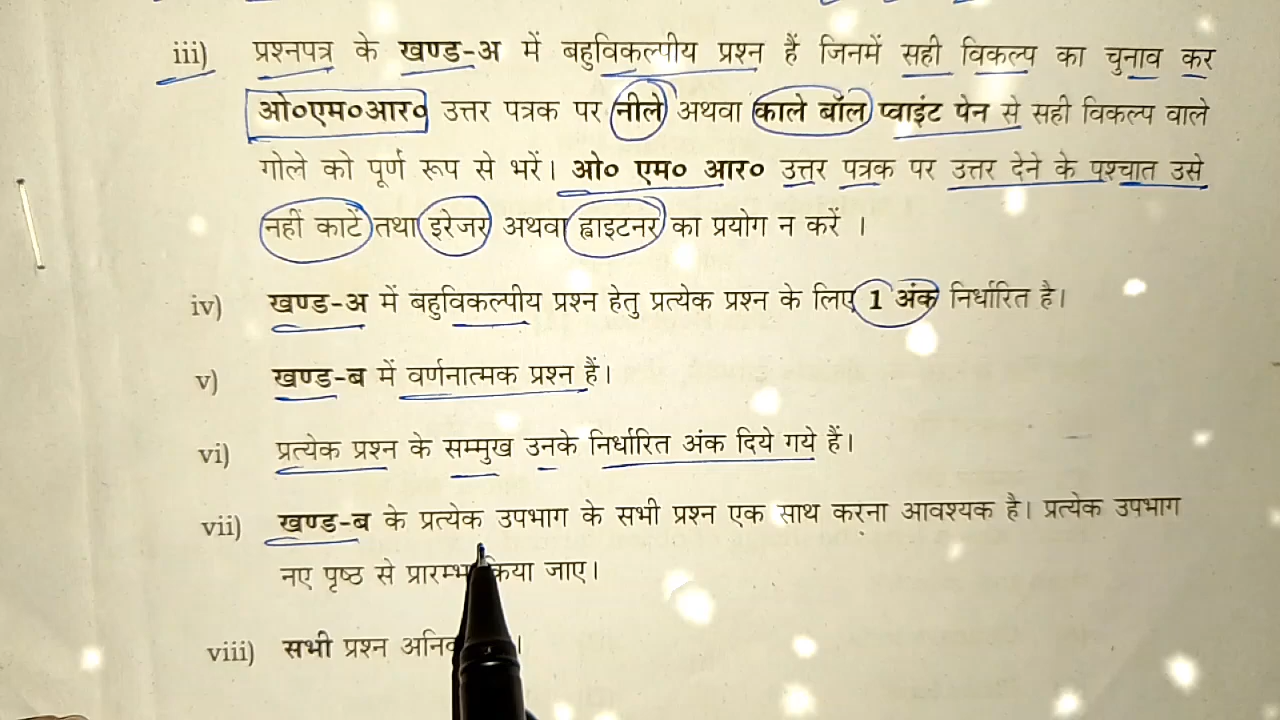 iii) प्रश्नपत्र के खण्ड-अ में बहुविकल्पीय प्रश्न हैं जिनमें सही विकल्प का चुनाव कर
ओ०एम०आर० उत्तर पत्रक पर नीले अथवा काले बॉल प्वाइंट पेन से सही विकल्प वाले
गोले को पूर्ण रूप से भरें। ओ० एम० आर० उत्तर पत्रक पर उत्तर देने के पश्चात उसे
नहीं काटें तथा इरेजर अथवा ह्वाइटनर का प्रयोग न करें ।
iv) खण्ड-अ में बहुविकल्पीय प्रश्न हेतु प्रत्येक प्रश्न के लिए 1 अंक निर्धारित है।
v) खण्ड-ब में वर्णनात्मक प्रश्न हैं।
vi) प्रत्येक प्रश्न के सम्मुख उनके निर्धारित अंक दिये गये हैं।
vii) खण्ड-ब के प्रत्येक उपभाग के सभी प्रश्न एक साथ करना आवश्यक है। प्रत्येक उपभाग
नए पृष्ठ से प्रारम्भ किया जाए।
viii) सभी प्रश्न